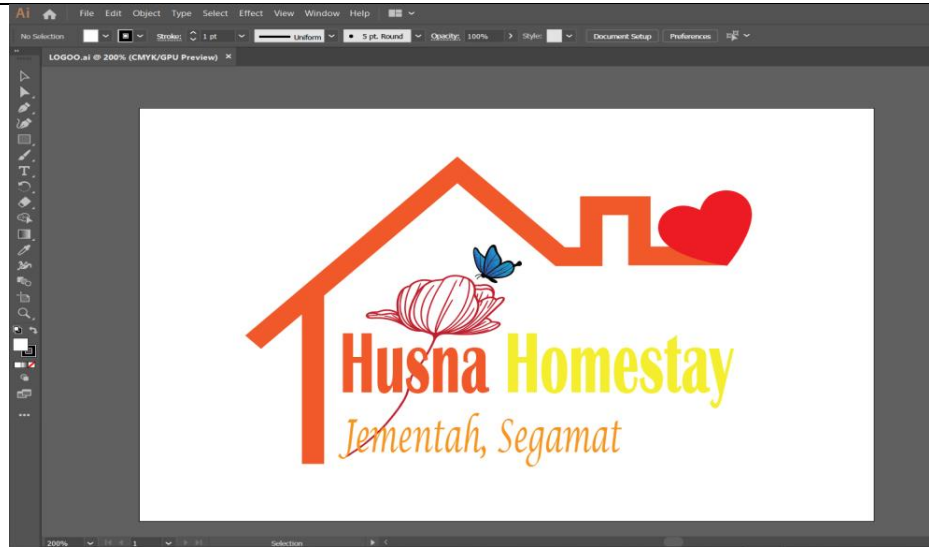 Ai File Edit Object Type Select Effect View Window Help
No Selection Stroke: 1 pt Uniform 5 pt. Round Opacity: 100% Style: Document Setup Preferences
LOGOO.ai @ 200% (CMYK/GPU Preview) ×
Husna Homestay
Jementah, Segamat
200% 1 Selection